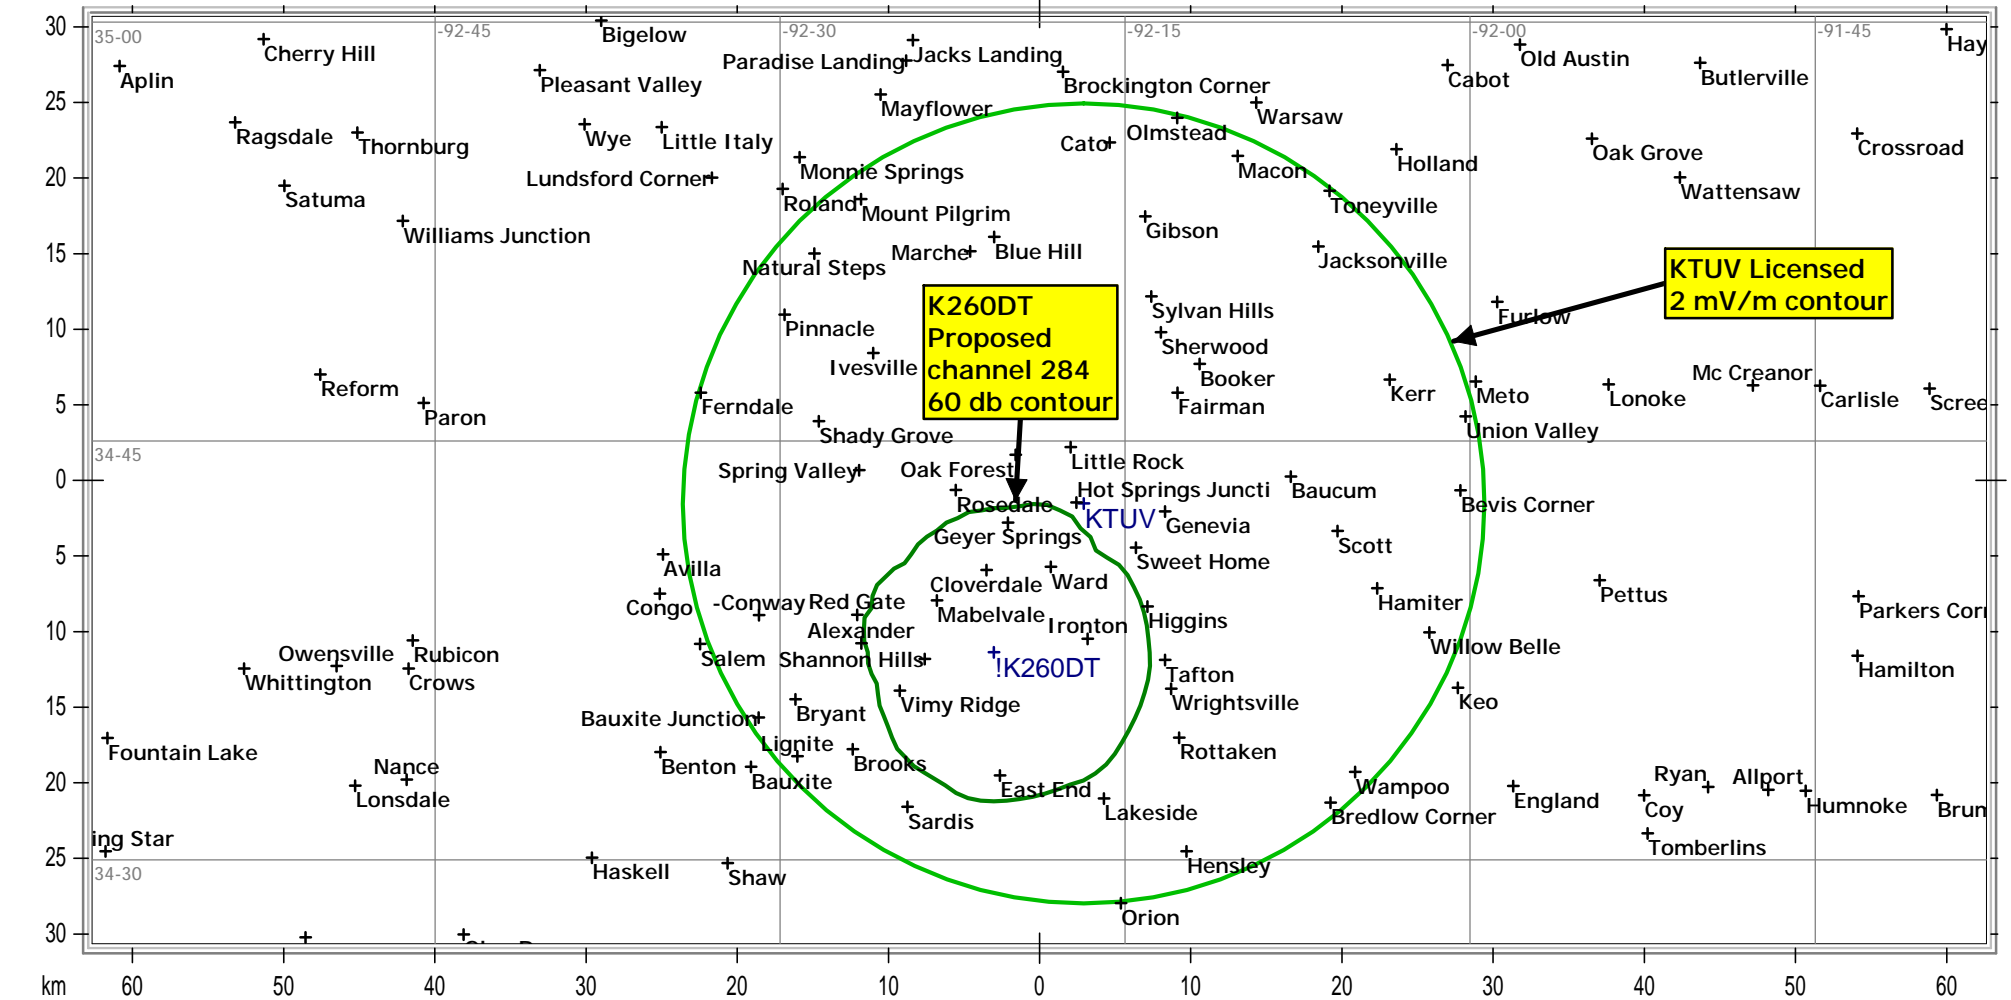 30
35-00
-92-45
-92-30
-92-15
-92-00
-91-45
Bigelow
Cherry Hill
Jacks Landing
Paradise Landing
Old Austin
Hay
Aplin
Pleasant Valley
Brockington Corner
Cabot
Butlerville
25
Mayflower
Warsaw
Ragsdale
Thornburg
Wye
Little Italy
Cato
Olmstead
Holland
Oak Grove
Crossroad
20
Lundsford Corner
Monnie Springs
Macon
Wattensaw
Satuma
Roland
Mount Pilgrim
Toneyville
Williams Junction
Gibson
15
Marche
Blue Hill
Natural Steps
Jacksonville
KTUV Licensed
2 mV/m contour
K260DT
Proposed
channel 284
60 db contour
Sylvan Hills
Furlow
10
Pinnacle
Sherwood
Ivesville
Booker
Reform
Kerr
Meto
Mc Creanor
Lonoke
Carlisle
Scree
5
Paron
Ferndale
Fairman
Shady Grove
Union Valley
34-45
Little Rock
0
Spring Valley
Oak Forest
Hot Springs Juncti
Baucum
Rosedale
KTUV
Genevia
Bevis Corner
Geyer Springs
Scott
5
Avilla
Sweet Home
Cloverdale
Ward
Congo
-Conway
Red Gate
Mabelvale
Hamiter
Pettus
Parkers Corr
10
Alexander
Ironton
Higgins
Owensville
Rubicon
Salem
Shannon Hills
!K260DT
Willow Belle
Whittington
Crows
Tafton
Hamilton
15
Bauxite Junction
Bryant
Vimy Ridge
Wrightsville
Keo
Fountain Lake
Lignite
Rottaken
Nance
Benton
Bauxite
Brooks
20
Lonsdale
East End
Wampoo
Ryan
Allport
England
Coy
Humnoke
Brun
Sardis
Lakeside
Bredlow Corner
ing Star
Tomberlins
25
34-30
Haskell
Shaw
Hensley
30
Orion
km
60
50
40
30
20
10
0
10
20
30
40
50
60